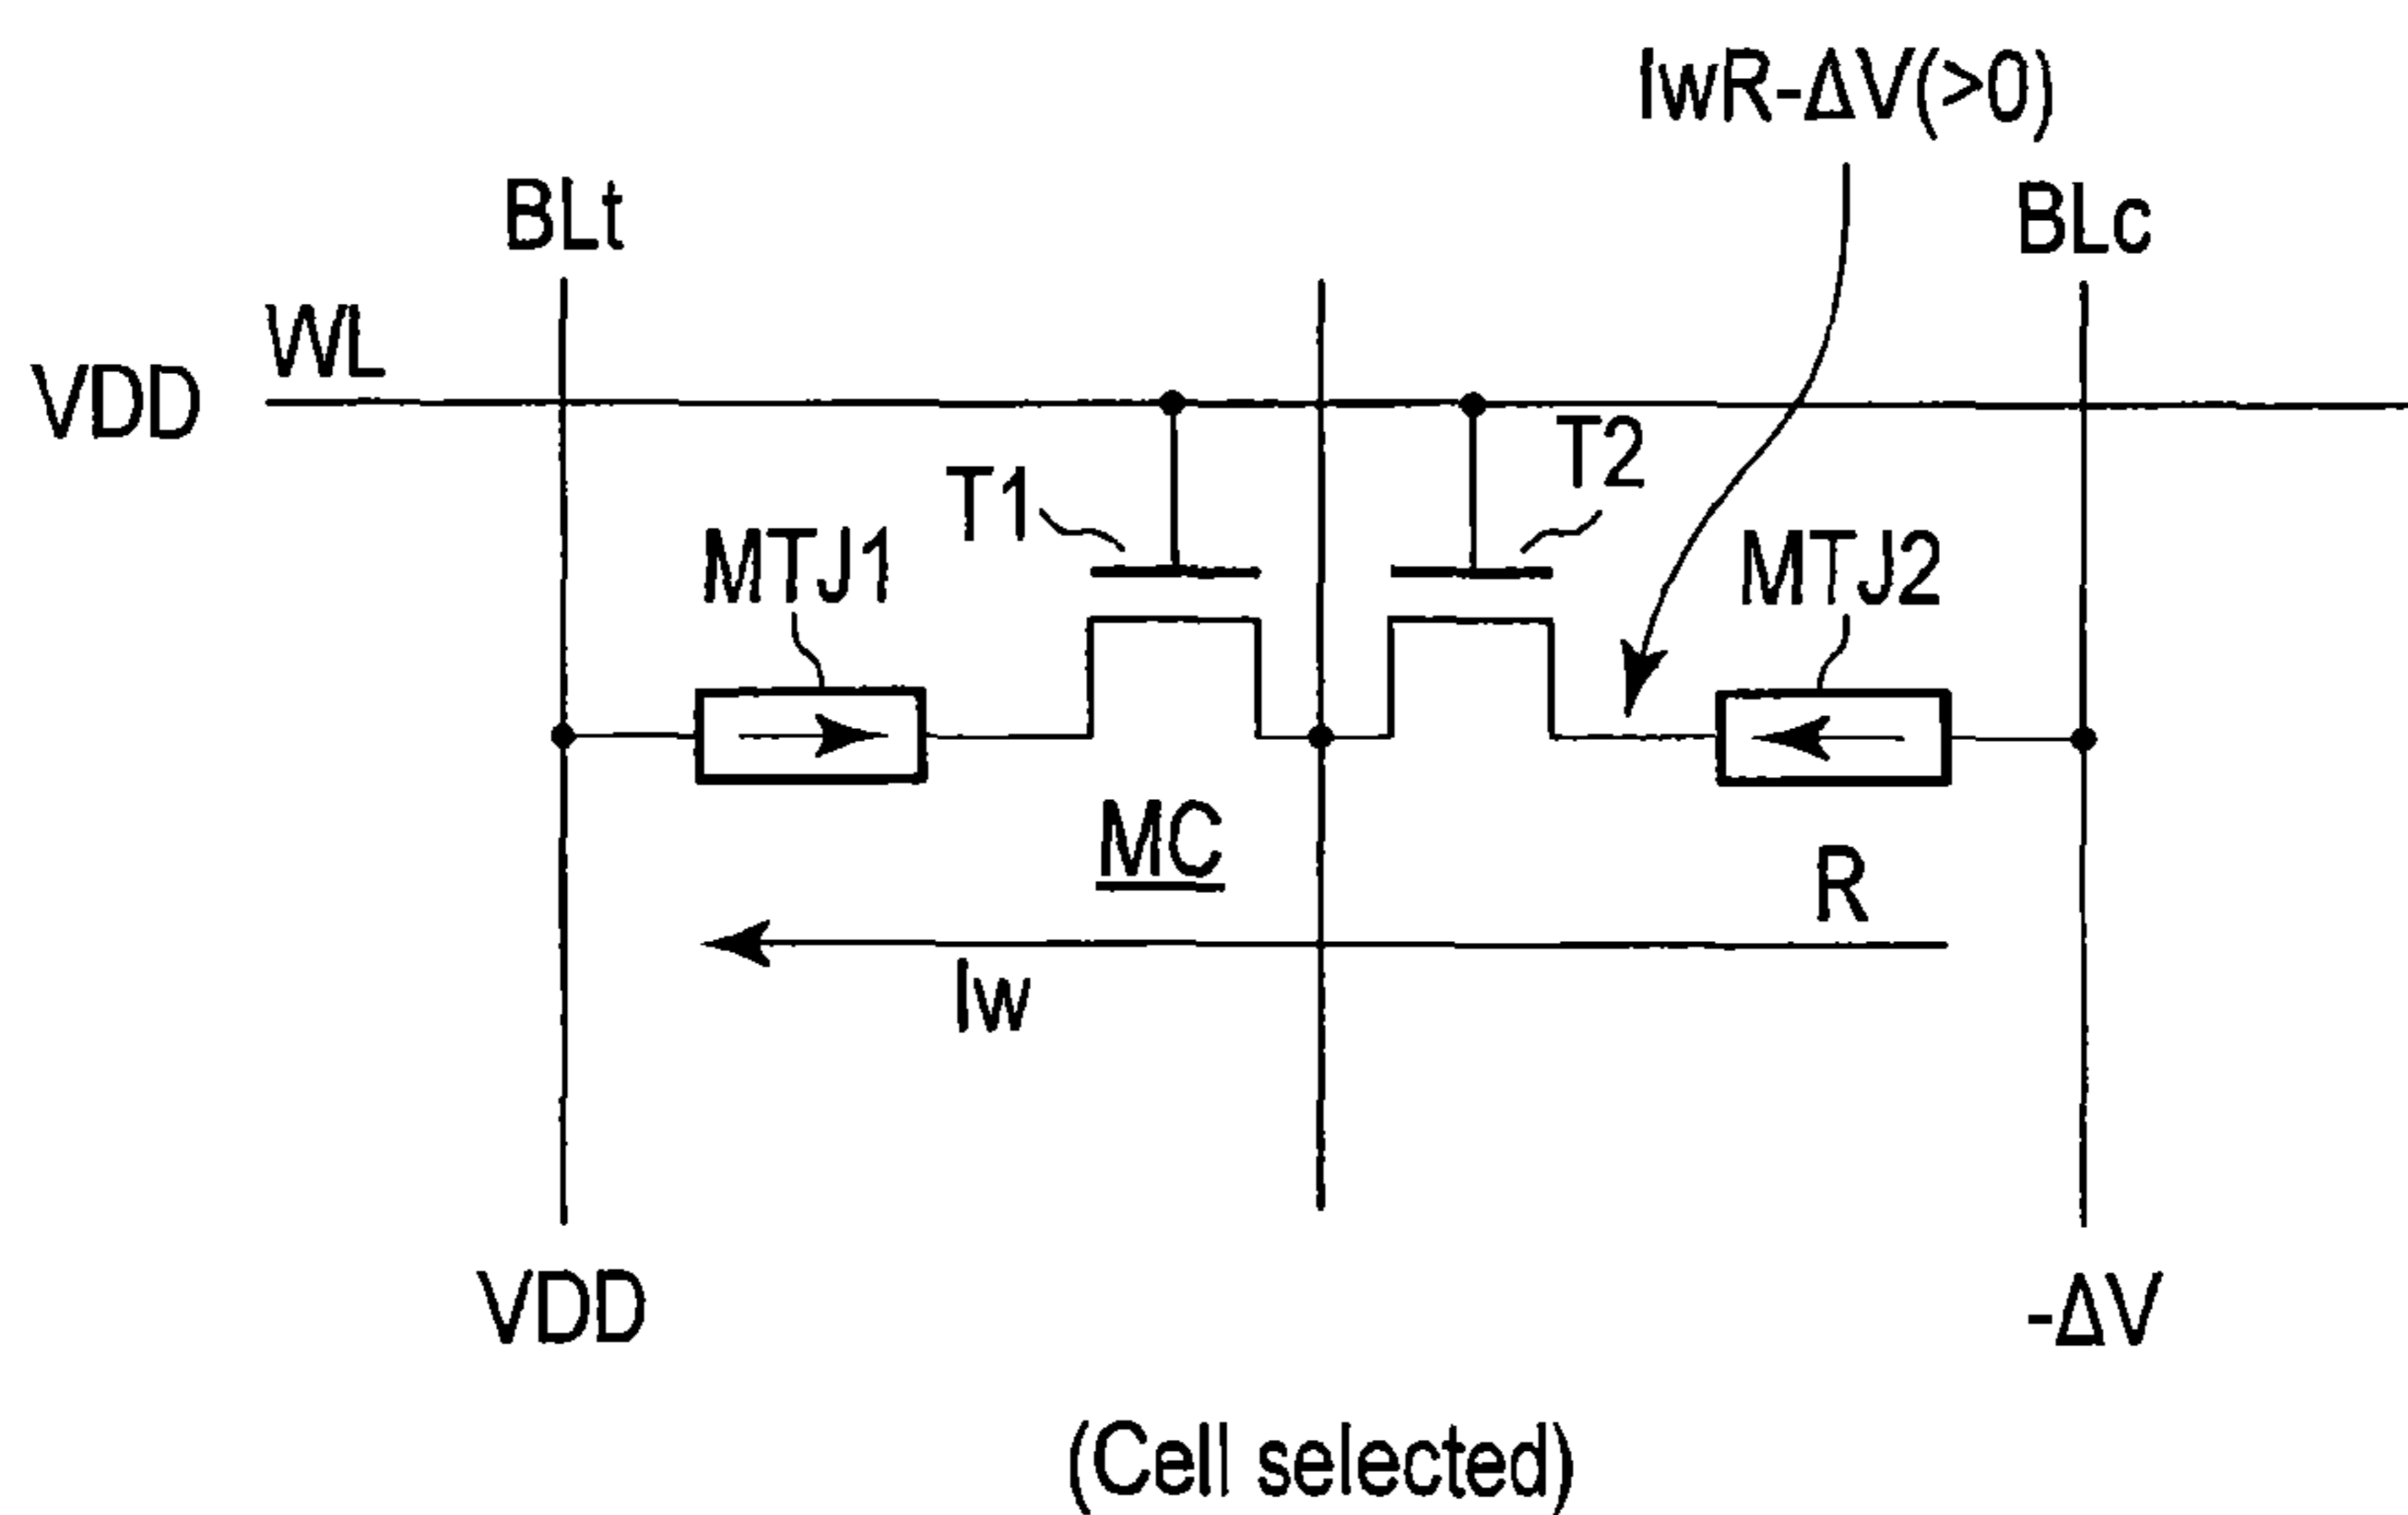 IwR-ΔV(>0)
BLt
BLc
WL
VDD
T1
T2
MTJ1
MTJ2
MC
R
Iw
VDD
-ΔV
(Cell selected)